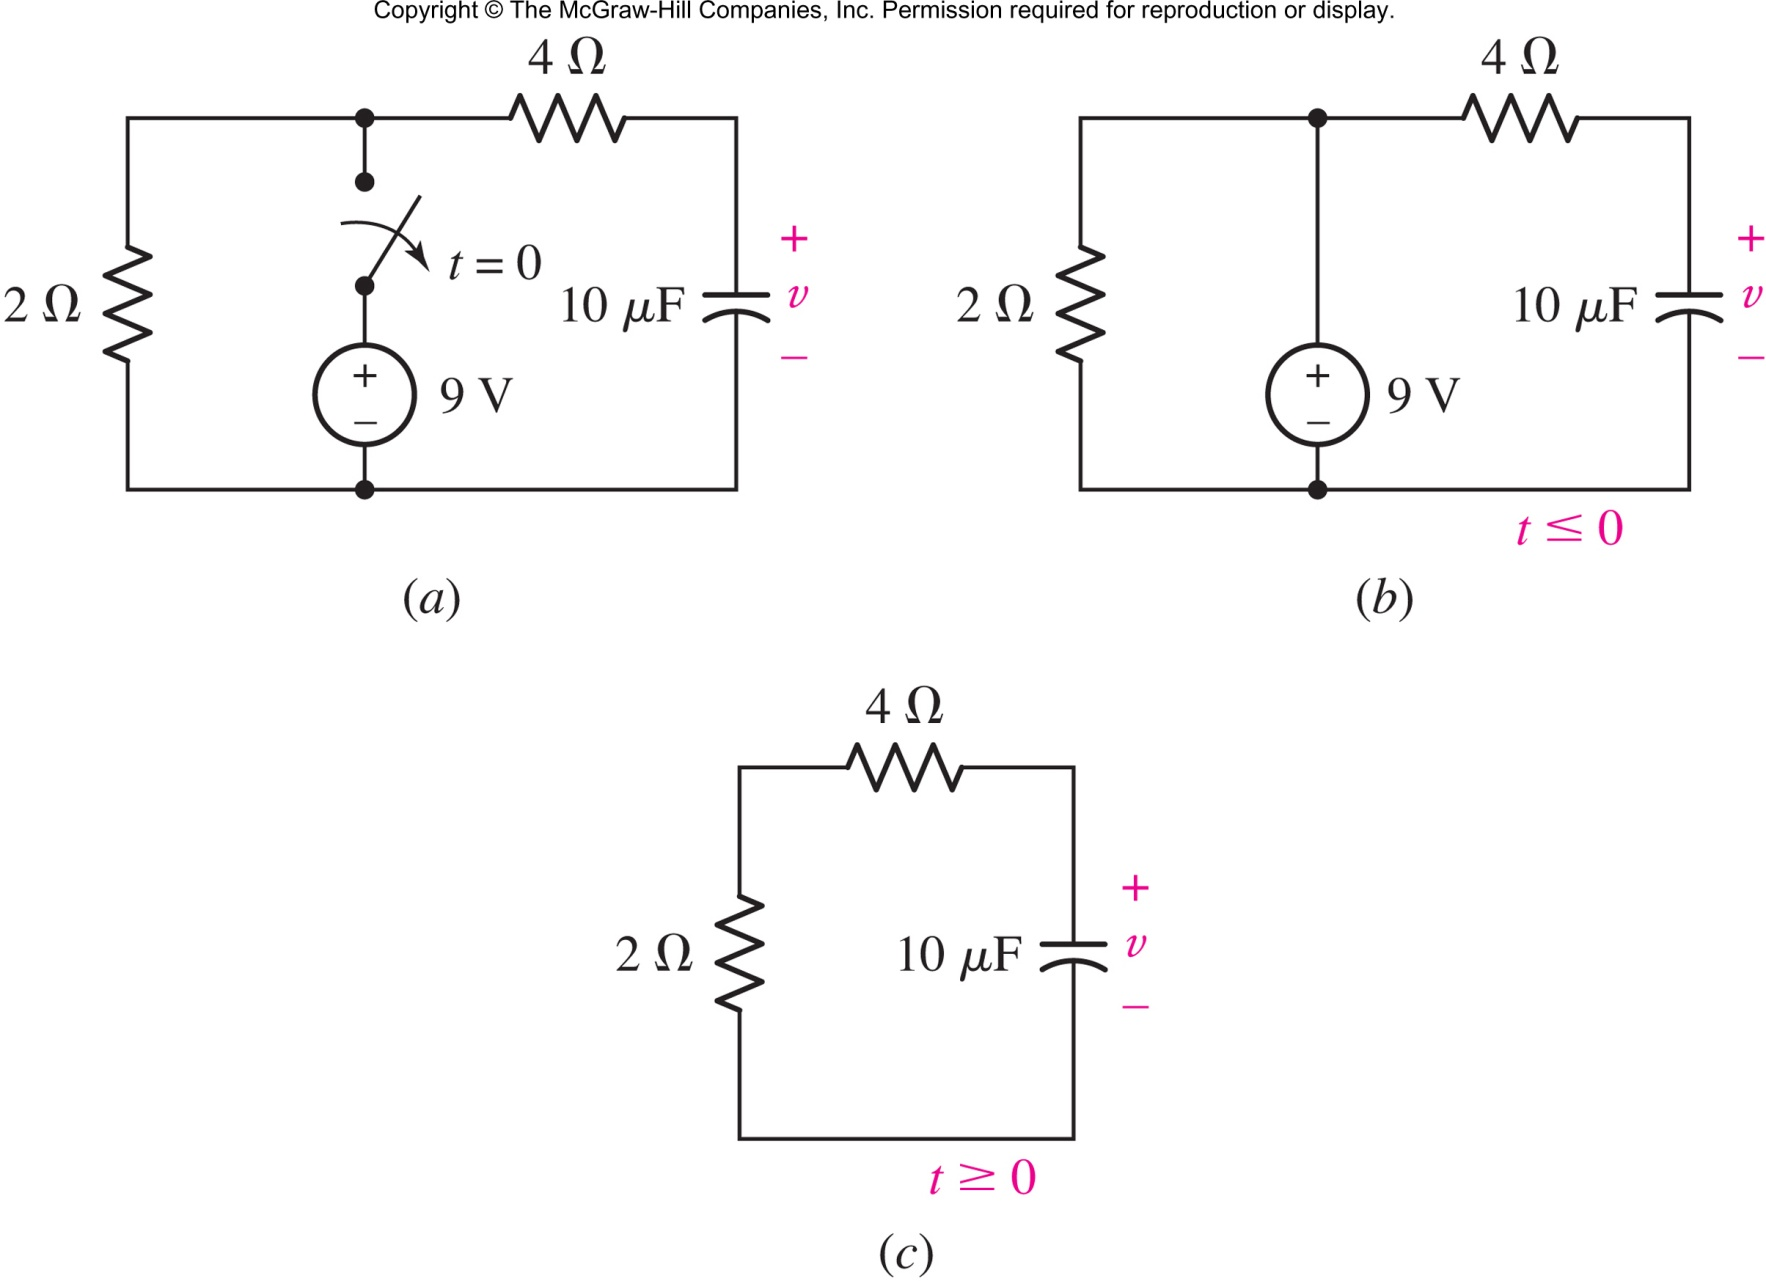 Copyright © The McGraw-Hill Companies, Inc. Permission required for reproduction or display.
4 Ω
2 Ω
t = 0
10 μF
+
v
−
+
−
9 V
(a)
4 Ω
2 Ω
10 μF
+
v
−
+
−
9 V
t ≤ 0
(b)
4 Ω
2 Ω
10 μF
+
v
−
t ≥ 0
(c)